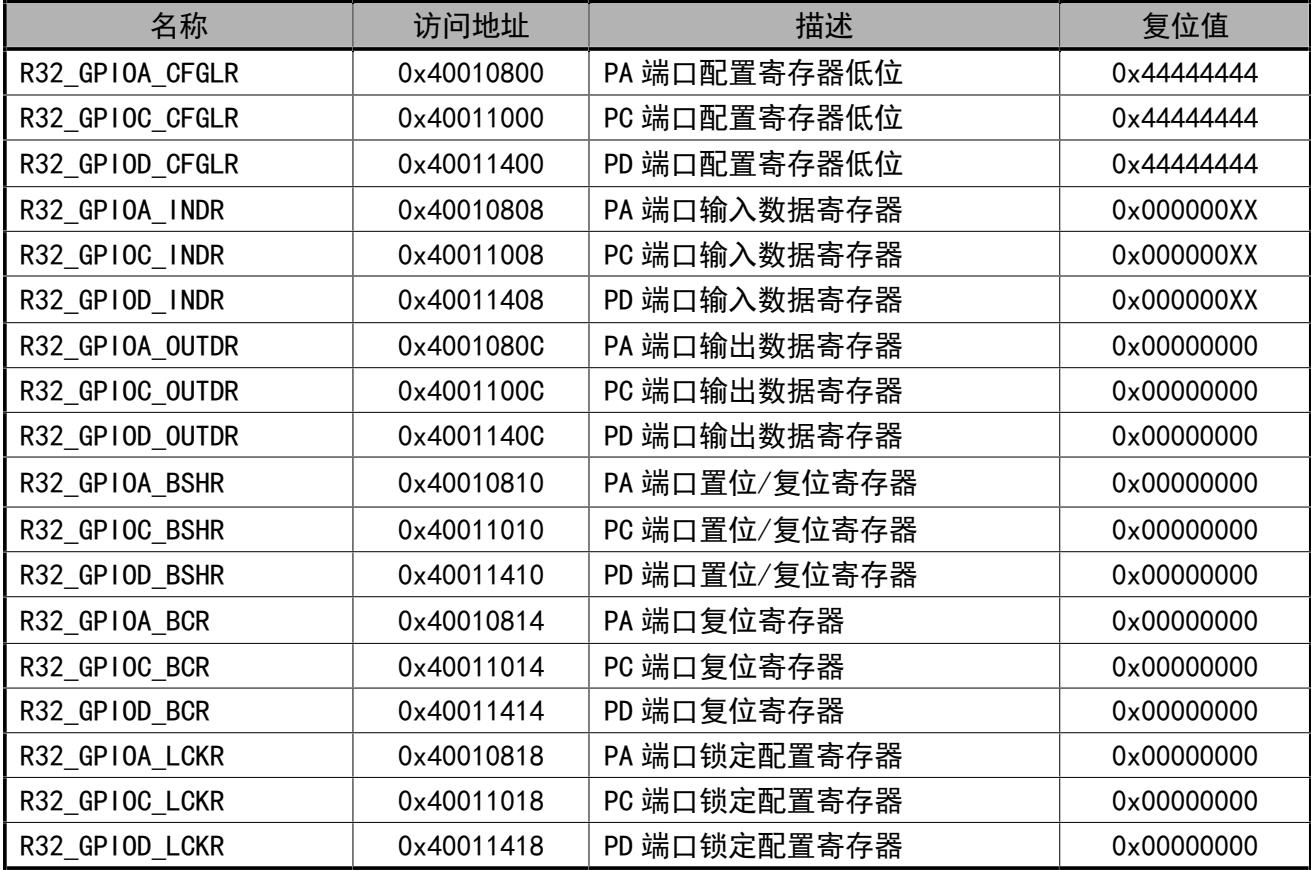 名称 访问地址 描述 复位值
R32_GPIOA_CFGLR 0x40010800 PA 端口配置寄存器低位 0x44444444
R32_GPIOC_CFGLR 0x40011000 PC 端口配置寄存器低位 0x44444444
R32_GPIOD_CFGLR 0x40011400 PD 端口配置寄存器低位 0x44444444
R32_GPIOA_INDR 0x40010808 PA 端口输入数据寄存器 0x000000XX
R32_GPIOC_INDR 0x40011008 PC 端口输入数据寄存器 0x000000XX
R32_GPIOD_INDR 0x40011408 PD 端口输入数据寄存器 0x000000XX
R32_GPIOA_OUTDR 0x4001080C PA 端口输出数据寄存器 0x00000000
R32_GPIOC_OUTDR 0x4001100C PC 端口输出数据寄存器 0x00000000
R32_GPIOD_OUTDR 0x4001140C PD 端口输出数据寄存器 0x00000000
R32_GPIOA_BSHR 0x40010810 PA 端口置位/复位寄存器 0x00000000
R32_GPIOC_BSHR 0x40011010 PC 端口置位/复位寄存器 0x00000000
R32_GPIOD_BSHR 0x40011410 PD 端口置位/复位寄存器 0x00000000
R32_GPIOA_BCR 0x40010814 PA 端口复位寄存器 0x00000000
R32_GPIOC_BCR 0x40011014 PC 端口复位寄存器 0x00000000
R32_GPIOD_BCR 0x40011414 PD 端口复位寄存器 0x00000000
R32_GPIOA_LCKR 0x40010818 PA 端口锁定配置寄存器 0x00000000
R32_GPIOC_LCKR 0x40011018 PC 端口锁定配置寄存器 0x00000000
R32_GPIOD_LCKR 0x40011418 PD 端口锁定配置寄存器 0x00000000